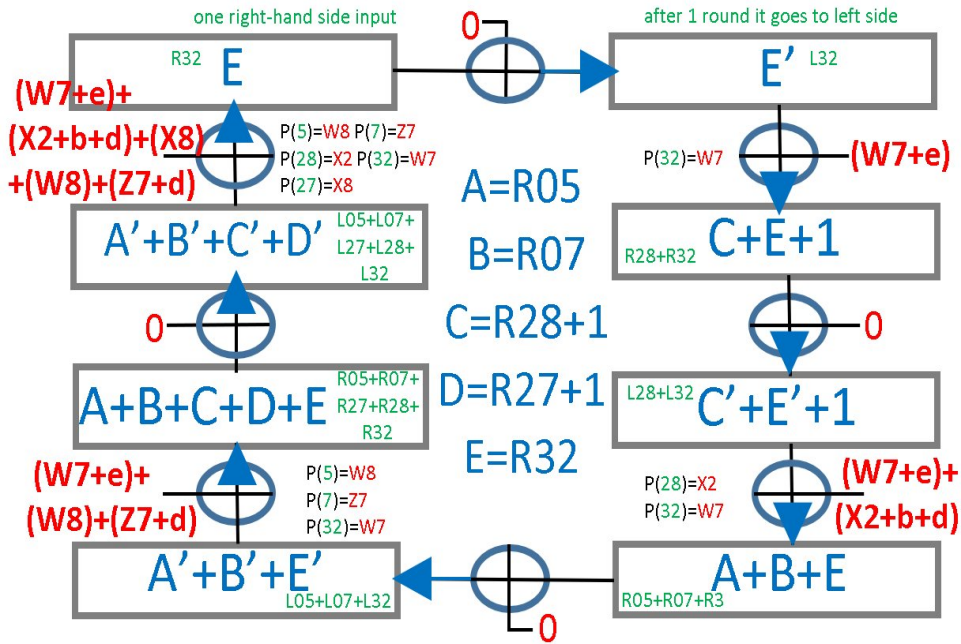 one right-hand side input
0
after 1 round it goes to left side
R32 E
E’ L32
(W7+e)+
(X2+b+d)+(X8)
+(W8)+(Z7+d)
P(5)=W8 P(7)=Z7
P(28)=X2 P(32)=W7
P(27)=X8
P(32)=W7
(W7+e)
A=R05
B=R07
C=R28+1
D=R27+1
E=R32
A’+B’+C’+D’
L05+L07+
L27+L28+
L32
C+E+1
R28+R32
0
0
A+B+C+D+E
R05+R07+
R27+R28+
R32
L28+L32
C’+E’+1
(W7+e)+
(W8)+(Z7+d)
P(5)=W8
P(7)=Z7
P(32)=W7
P(28)=X2
P(32)=W7
(W7+e)+
(X2+b+d)
A’+B’+E’
L05+L07+L32
0
A+B+E
R05+R07+R3